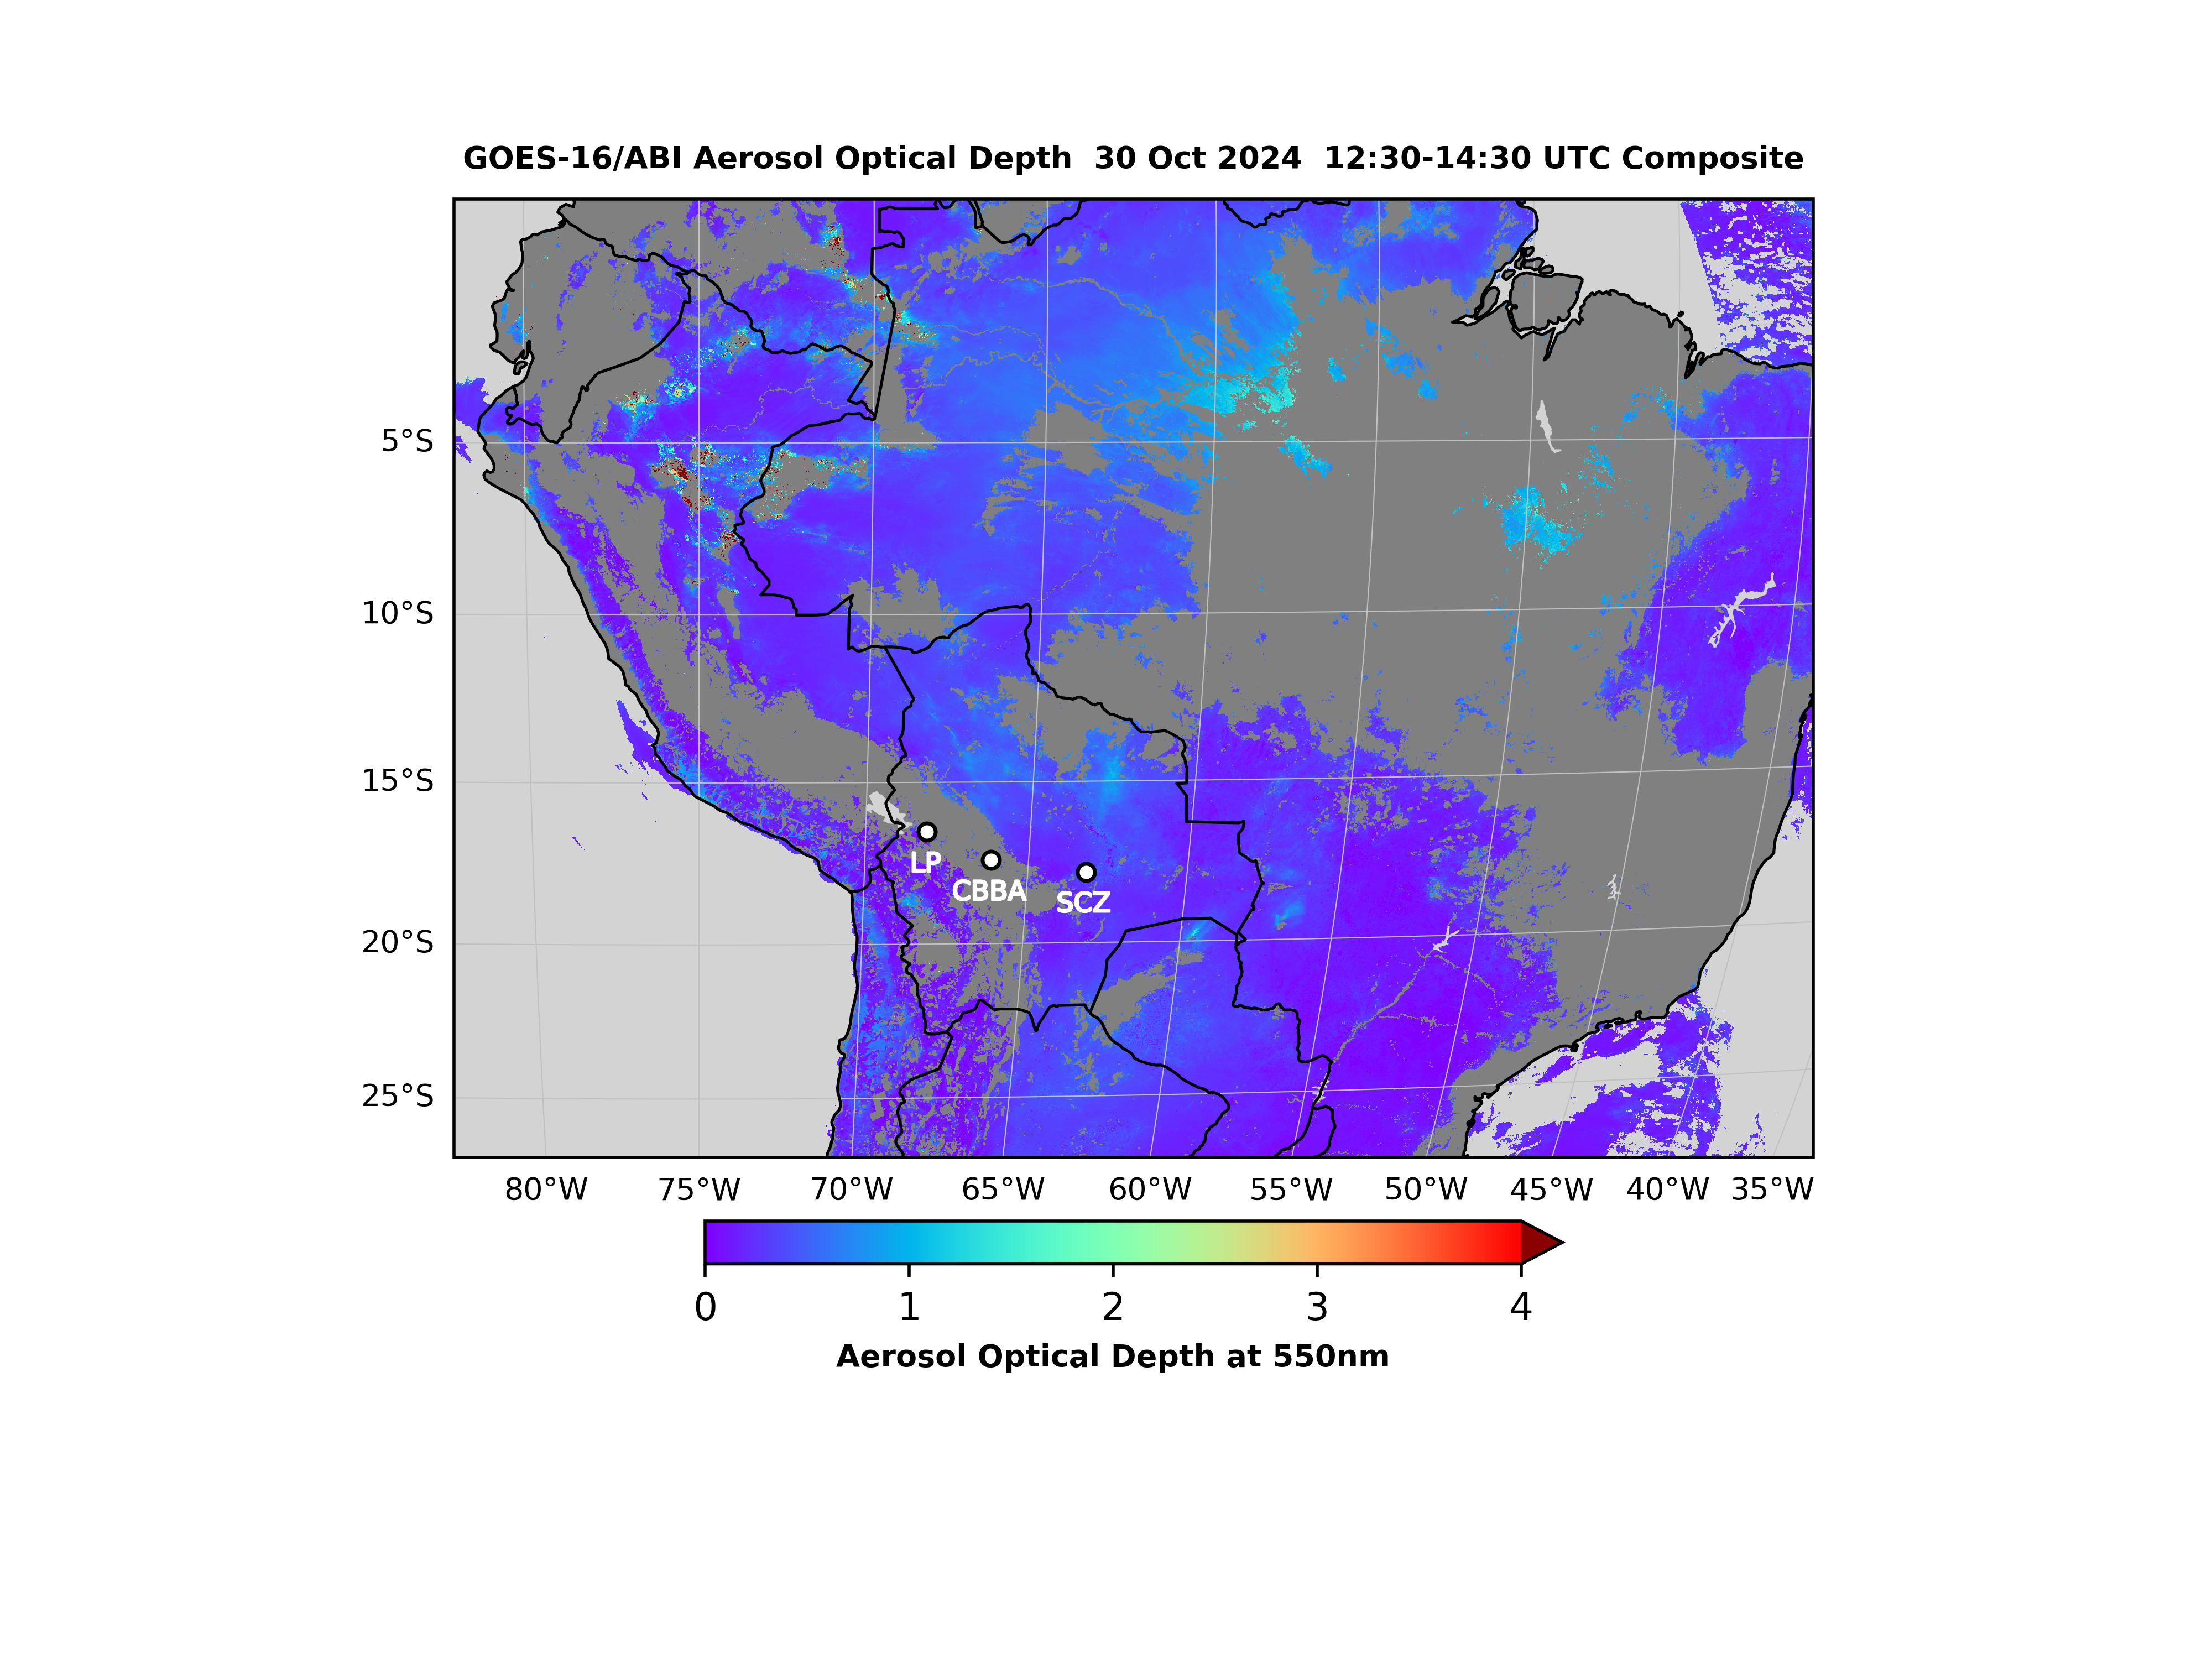 GOES-16/ABI Aerosol Optical Depth  30 Oct 2024  12:30-14:30 UTC Composite
5°S
10°S
15°S
20°S
25°S
LP
CBBA
SCZ
80°W 75°W 70°W 65°W 60°W 55°W 50°W 45°W 40°W 35°W
0 1 2 3 4
Aerosol Optical Depth at 550nm